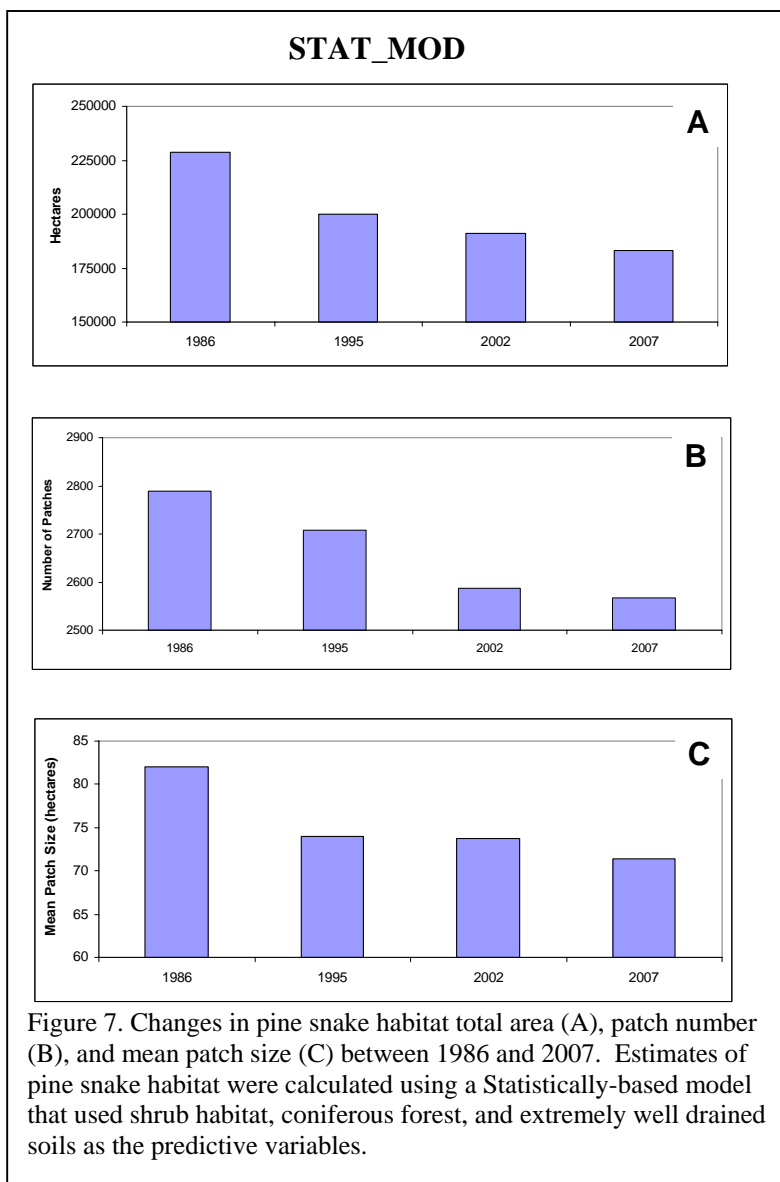 STAT_MOD
A
Hectares
250000
225000
200000
175000
150000
1986 1995 2002 2007
B
Number of Patches
2900
2800
2700
2600
2500
1986 1995 2002 2007
C
Mean Patch Size (hectares)
85
80
75
70
65
60
1986 1995 2002 2007
Figure 7. Changes in pine snake habitat total area (A), patch number
(B), and mean patch size (C) between 1986 and 2007.  Estimates of
pine snake habitat were calculated using a Statistically-based model
that used shrub habitat, coniferous forest, and extremely well drained
soils as the predictive variables.